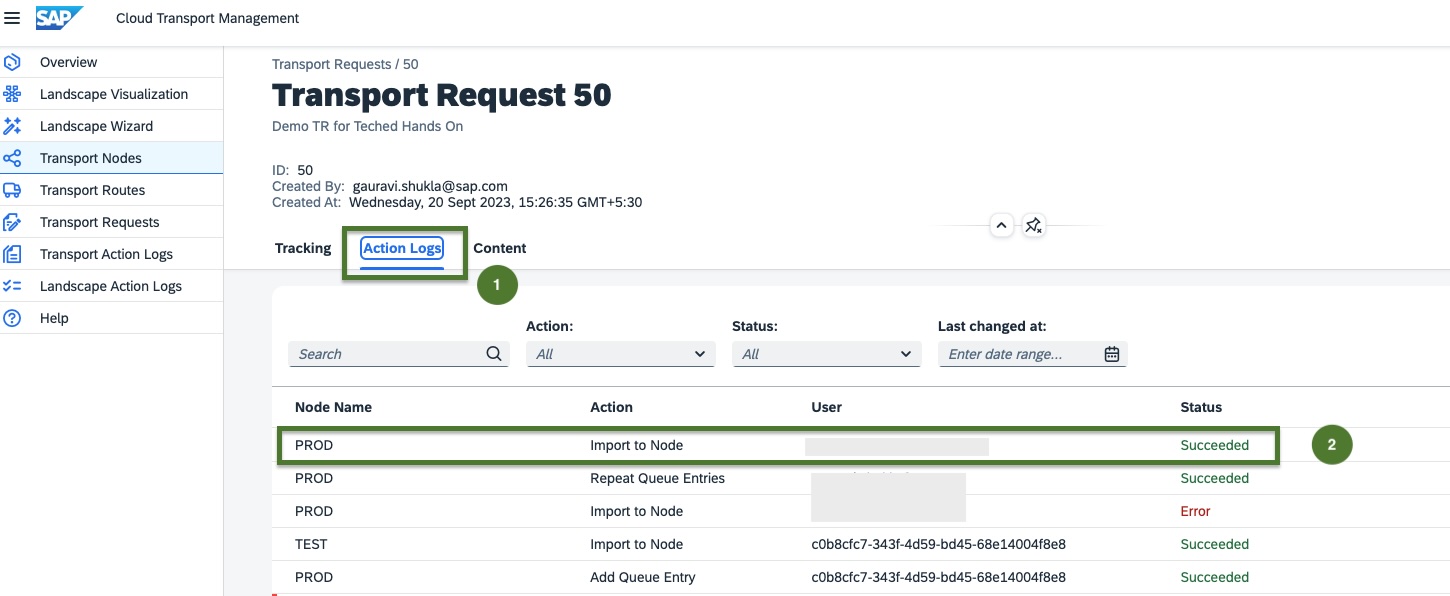 SAP Cloud Transport Management
Overview
Landscape Visualization
Landscape Wizard
Transport Nodes
Transport Routes
Transport Requests
Transport Action Logs
Landscape Action Logs
Help
Transport Requests / 50
Transport Request 50
Demo TR for Teched Hands On
ID: 50
Created By: gauravi.shukla@sap.com
Created At: Wednesday, 20 Sept 2023, 15:26:35 GMT+5:30
Tracking Action Logs Content
1
Action: Status: Last changed at:
Search All All Enter date range...
Node Name Action User Status
PROD Import to Node Succeeded
2
PROD Repeat Queue Entries Succeeded
PROD Import to Node Error
TEST Import to Node c0b8cfc7-343f-4d59-bd45-68e14004f8e8 Succeeded
PROD Add Queue Entry c0b8cfc7-343f-4d59-bd45-68e14004f8e8 Succeeded